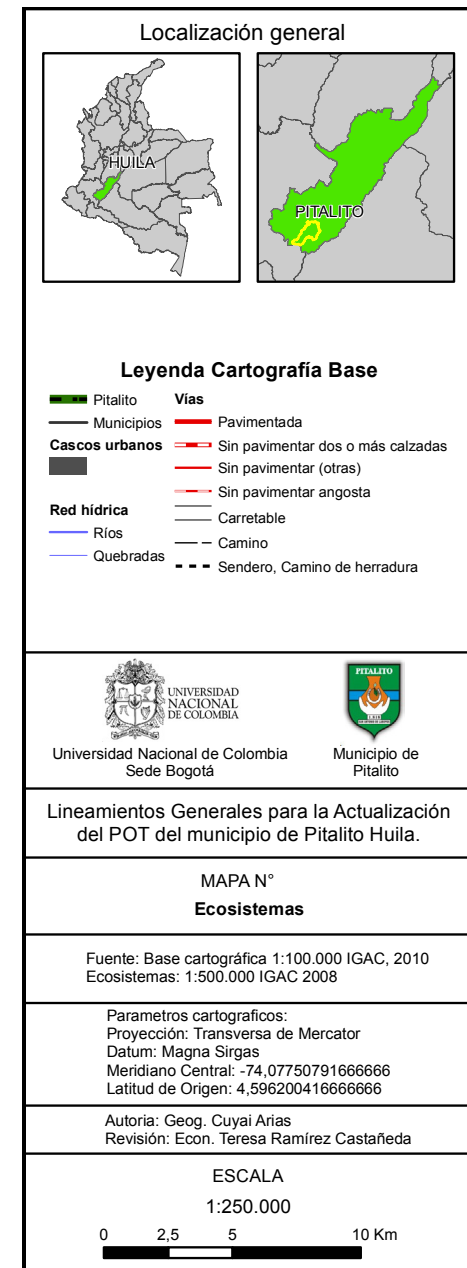 Localización general
HUILA
PITALITO
Leyenda Cartografía Base
Pitalito
Municipios
Cascos urbanos
Red hídrica
Ríos
Quebradas
Vías
Pavimentada
Sin pavimentar dos o más calzadas
Sin pavimentar (otras)
Sin pavimentar angosta
Carretable
Camino
Sendero, Camino de herradura
UNIVERSIDAD
NACIONAL
DE COLOMBIA
Universidad Nacional de Colombia
Sede Bogotá
PITALITO
Municipio de
Pitalito
Lineamientos Generales para la Actualización
del POT del municipio de Pitalito Huila.
MAPA N°
Ecosistemas
Fuente: Base cartográfica 1:100.000 IGAC, 2010
Ecosistemas: 1:500.000 IGAC 2008
Parametros cartograficos:
Proyección: Transversa de Mercator
Datum: Magna Sirgas
Meridiano Central: -74,07750791666666
Latitud de Origen: 4,596200416666666
Autoria: Geog. Cuyai Arias
Revisión: Econ. Teresa Ramírez Castañeda
ESCALA
1:250.000
0 2,5 5 10 Km